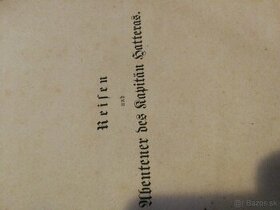 Reisen
und
Abenteuer des Kapitän Hatteras.
Bazos.sk